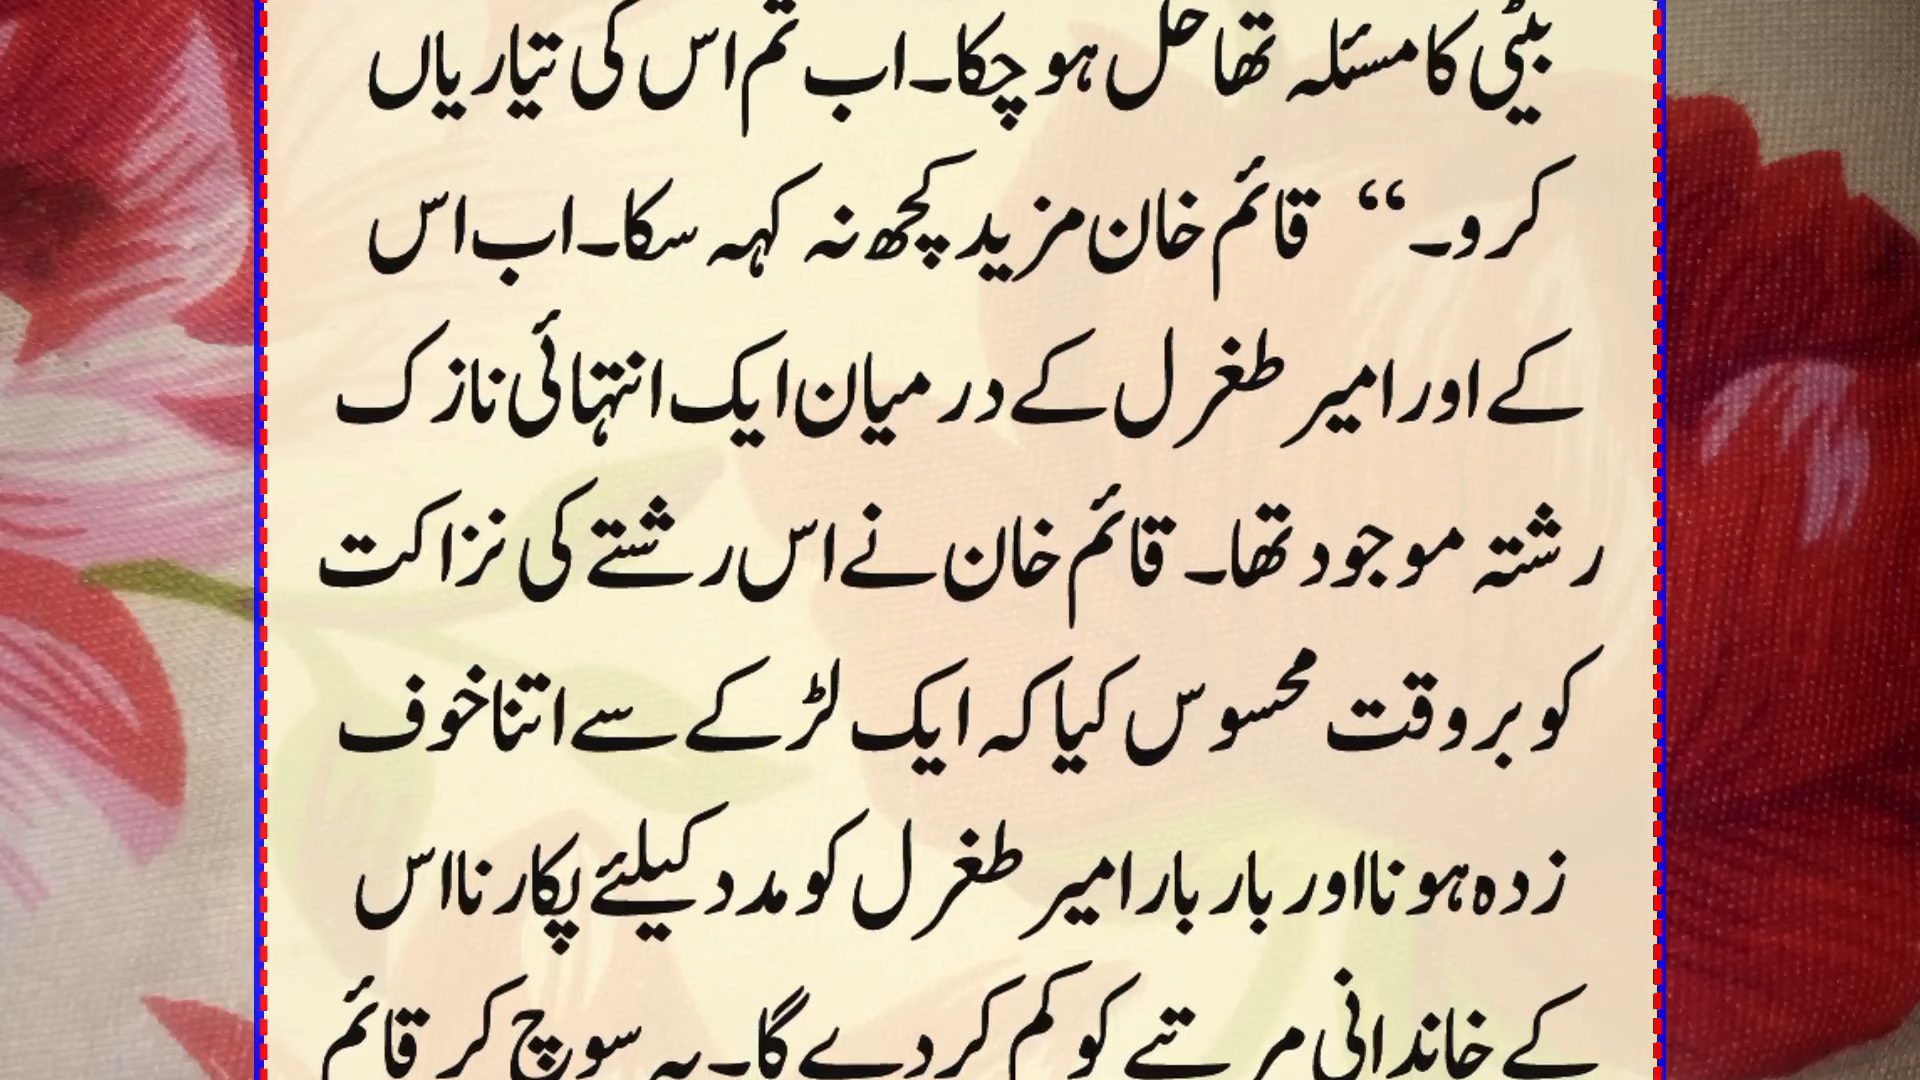 بیٹی کا مسئلہ تھا حل ہو چکا۔ اب تم اس کی تیاریاں
کرو۔“ قائم خان مزید کچھ نہ کہہ سکا۔ اب اس
کے اور امیر طغرل کے درمیان ایک انتہائی نازک
رشتہ موجود تھا۔ قائم خان نے اس رشتے کی نزاکت
کو بروقت محسوس کیا کہ ایک لڑکے سے اتنا خوف
زدہ ہونا اور بار بار امیر طغرل کو مدد کیلئے پکارنا اس
کے خاندانی مرتبے کو کم کر دے گا۔ یہ سوچ کر قائم